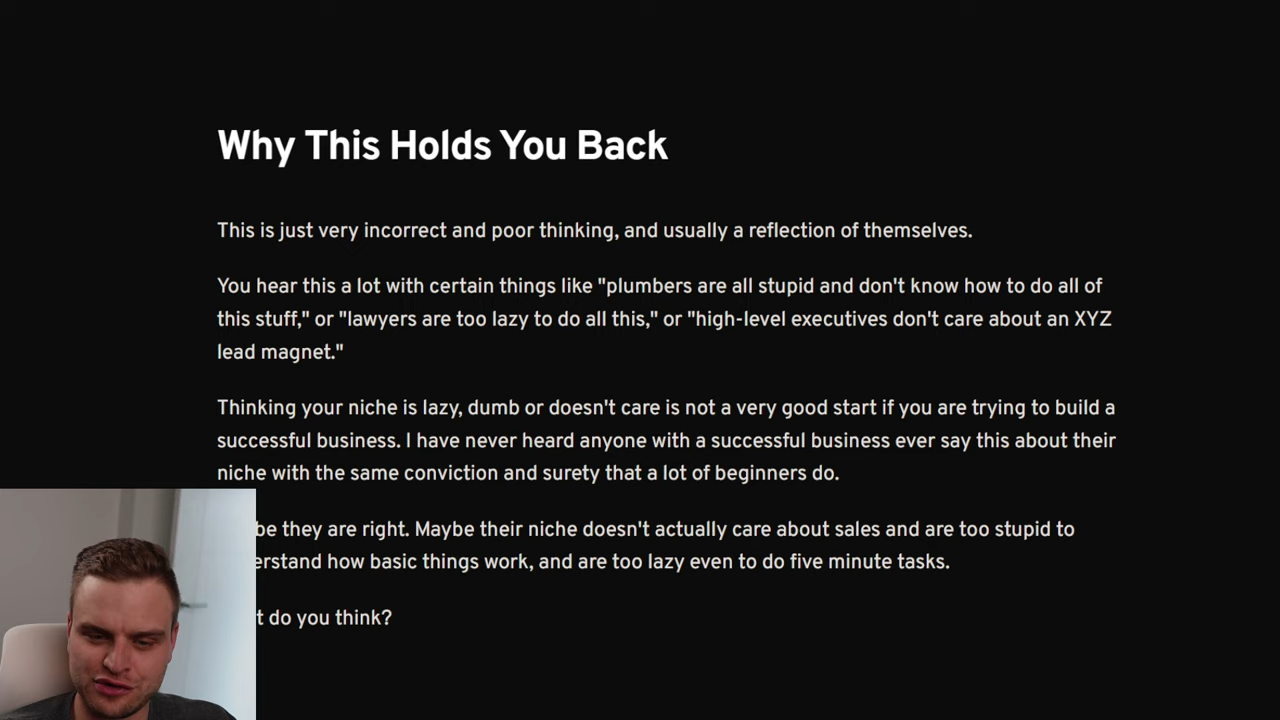 Why This Holds You Back
This is just very incorrect and poor thinking, and usually a reflection of themselves.
You hear this a lot with certain things like "plumbers are all stupid and don't know how to do all of
this stuff," or "lawyers are too lazy to do all this," or "high-level executives don't care about an XYZ
lead magnet."
Thinking your niche is lazy, dumb or doesn't care is not a very good start if you are trying to build a
successful business. I have never heard anyone with a successful business ever say this about their
niche with the same conviction and surety that a lot of beginners do.
be they are right. Maybe their niche doesn't actually care about sales and are too stupid to
erstand how basic things work, and are too lazy even to do five minute tasks.
t do you think?